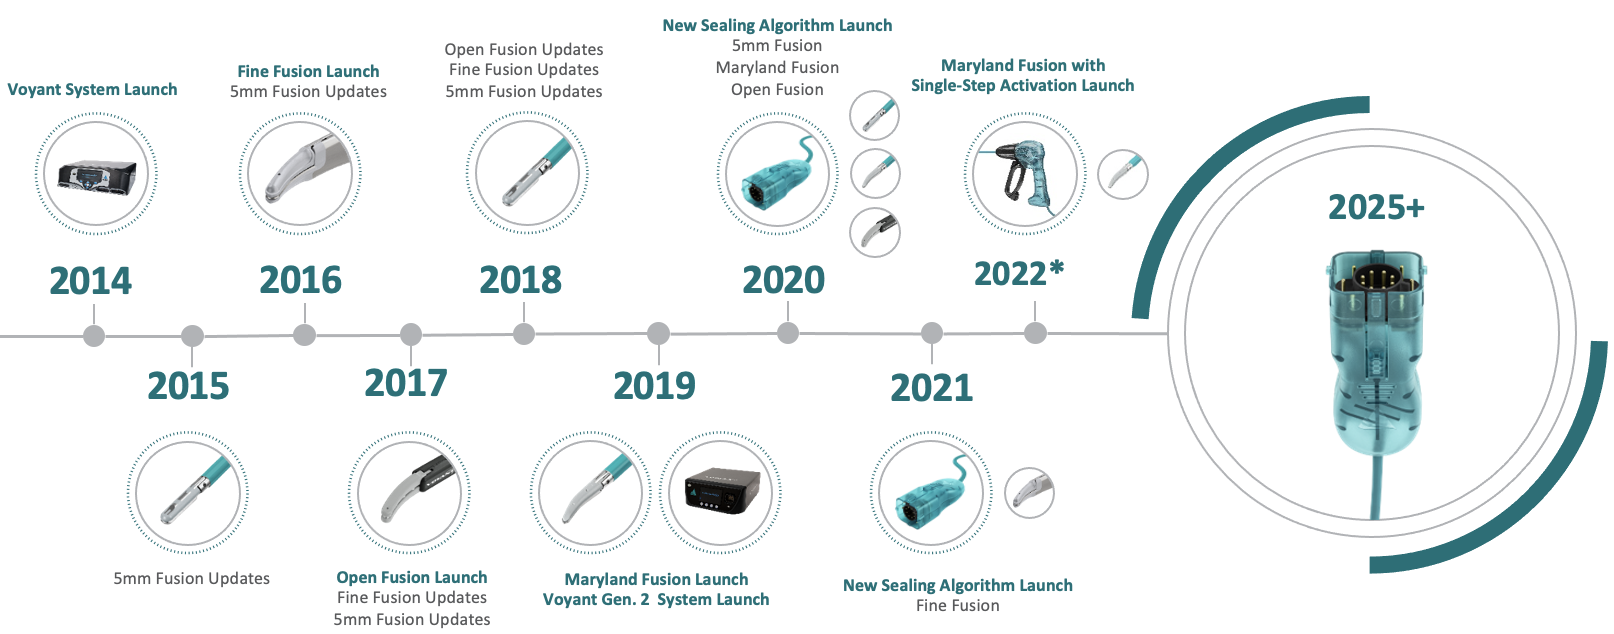 Voyant System Launch
2014
2015
5mm Fusion Updates
Fine Fusion Launch
5mm Fusion Updates
2016
2017
Open Fusion Launch
Fine Fusion Updates
5mm Fusion Updates
Open Fusion Updates
Fine Fusion Updates
5mm Fusion Updates
2018
2019
Maryland Fusion Launch
Voyant Gen. 2 System Launch
New Sealing Algorithm Launch
5mm Fusion
Maryland Fusion
Open Fusion
2020
2021
New Sealing Algorithm Launch
Fine Fusion
Maryland Fusion with
Single-Step Activation Launch
2022*
2025+